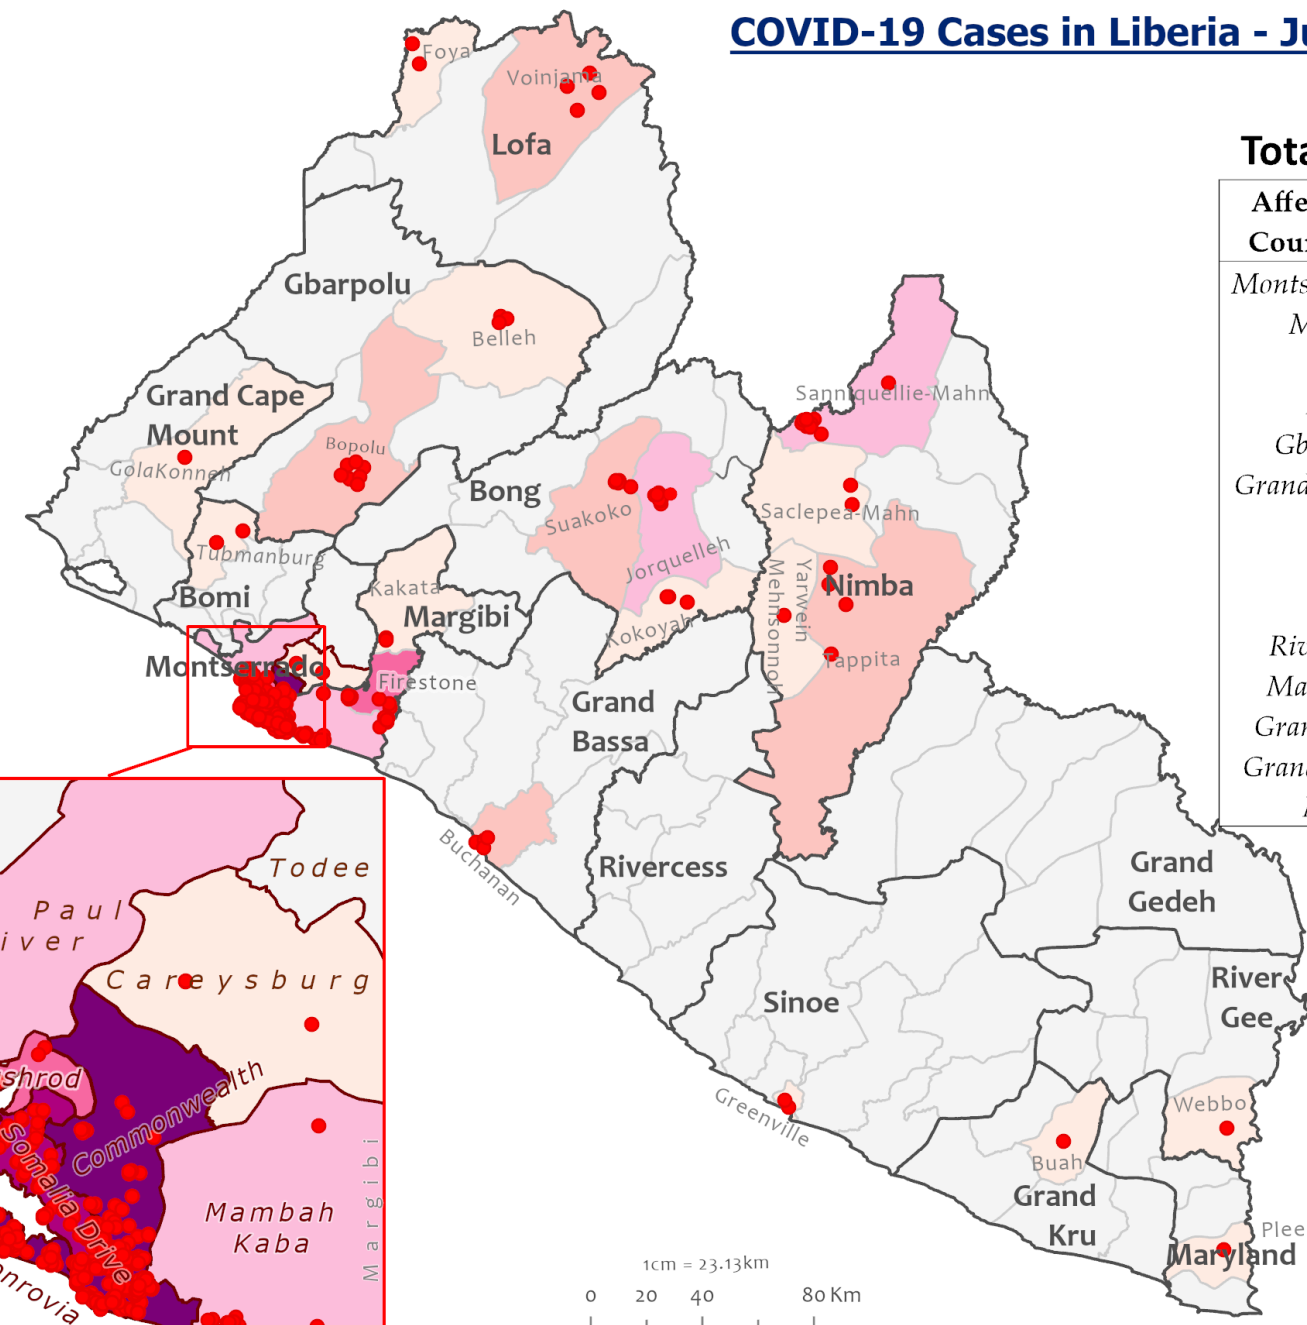 COVID-19 Cases in Liberia - Ju
Foya
Voinjama
Lofa
Tota
Affe
Cou
Gbarpolu
Monts
M
Belleh
Grand Cape
Mount
Sanniquellie-Mahn
GolaKonneh
Bopolu
Gb
Bong
Grand
Suakoko
Saclepea-Mahn
Tubmanburg
Jorquelleh
Bomi
Kakata
Margibi
Nimba
Yarwein
Mehnsonnoh
Kokoyah
Montserrado
Firestone
Tappita
Riv
Ma
Grand
Bassa
Gran
Grand
Buchanan
Rivercess
Grand
Gedeh
Todee
Paul
iver
Careysburg
River
Gee
Sinoe
shrod
Commonwealth
Greenville
Webbo
Somalia Drive
Buah
Margibi
Mambah
Kaba
Grand
Kru
Plee
Maryland
onrovia
1cm = 23.13km
0 20 40 80 Km